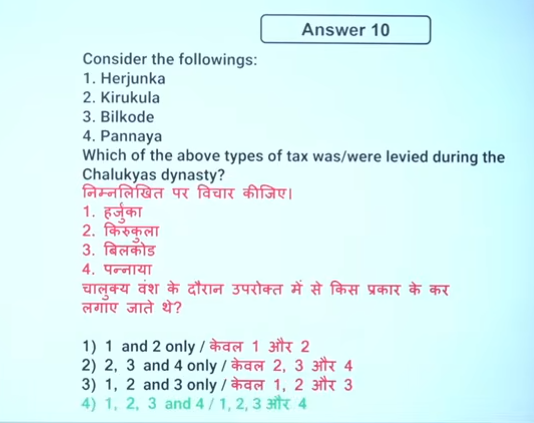 Answer 10
Consider the followings:
1. Herjunka
2. Kirukula
3. Bilkode
4. Pannaya
Which of the above types of tax was/were levied during the
Chalukyas dynasty?
निम्नलिखित पर विचार कीजिए।
1. हर्जुंका
2. किरुकुला
3. बिलकोड
4. पन्नाया
चालुक्य वंश के दौरान उपरोक्त में से किस प्रकार के कर
लगाए जाते थे?
1) 1 and 2 only / केवल 1 और 2
2) 2, 3 and 4 only / केवल 2, 3 और 4
3) 1, 2 and 3 only / केवल 1, 2 और 3
4) 1, 2, 3 and 4 / 1, 2, 3 और 4